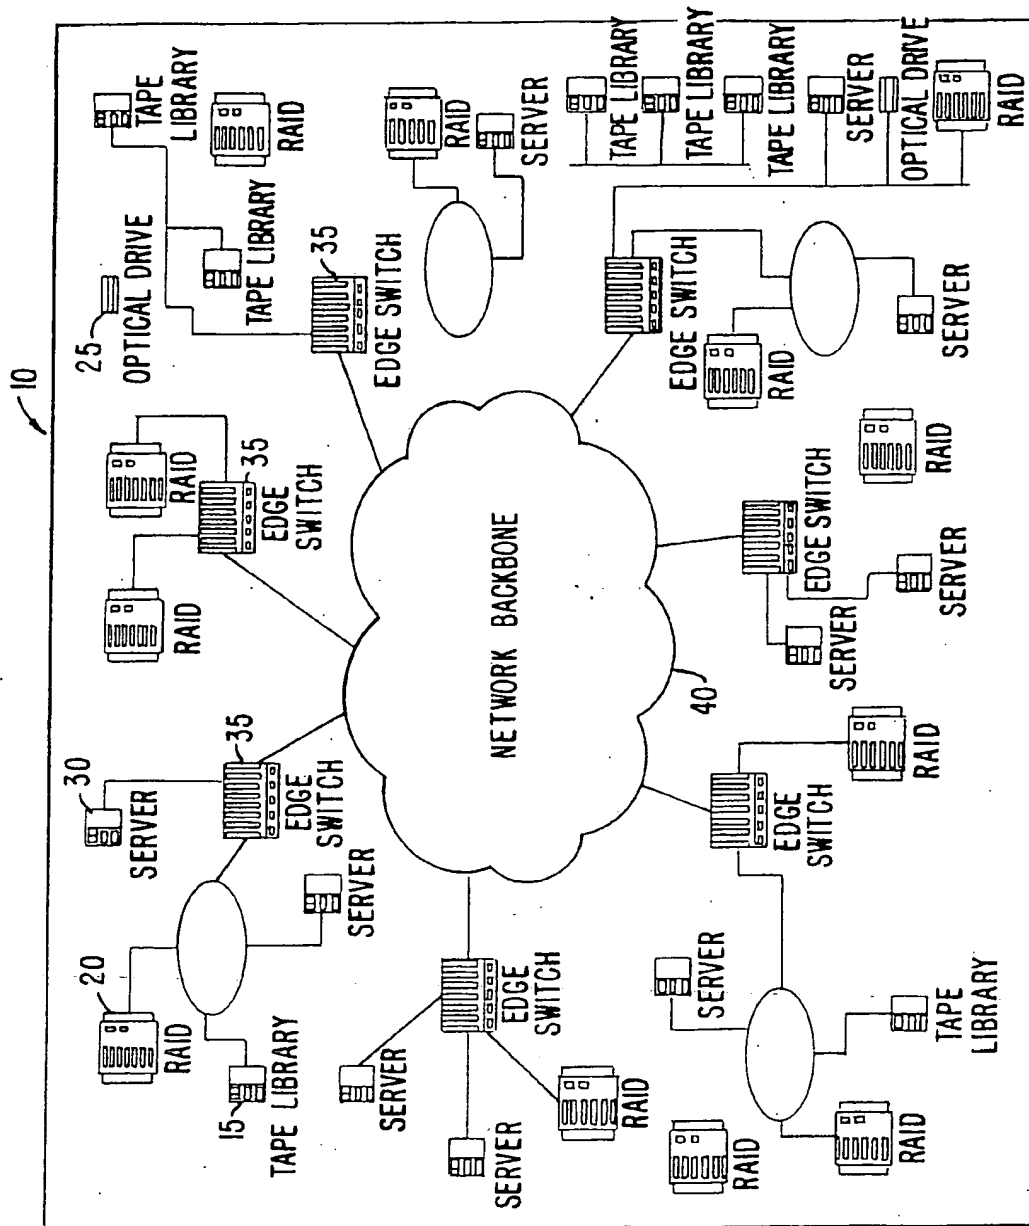 10
20
RAID
15
TAPE LIBRARY
30
SERVER
SERVER
35
EDGE
SWITCH
RAID
RAID
35
EDGE
SWITCH
25
OPTICAL DRIVE
TAPE
LIBRARY
TAPE LIBRARY
RAID
35
EDGE SWITCH
SERVER
SERVER
RAID
EDGE
SWITCH
NETWORK BACKBONE
40
RAID
SERVER
TAPE LIBRARY
TAPE LIBRARY
TAPE LIBRARY
SERVER
OPTICAL DRIVE
RAID
EDGE SWITCH
RAID
SERVER
RAID
RAID
SERVER
TAPE
LIBRARY
EDGE
SWITCH
RAID
EDGE SWITCH
SERVER
SERVER
RAID